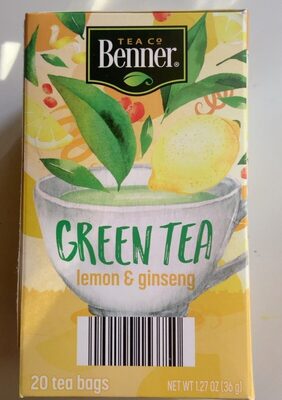 TEA Co
Benner®
GREEN TEA
lemon & ginseng
20 tea bags
NET WT 1.27 OZ (36 g)